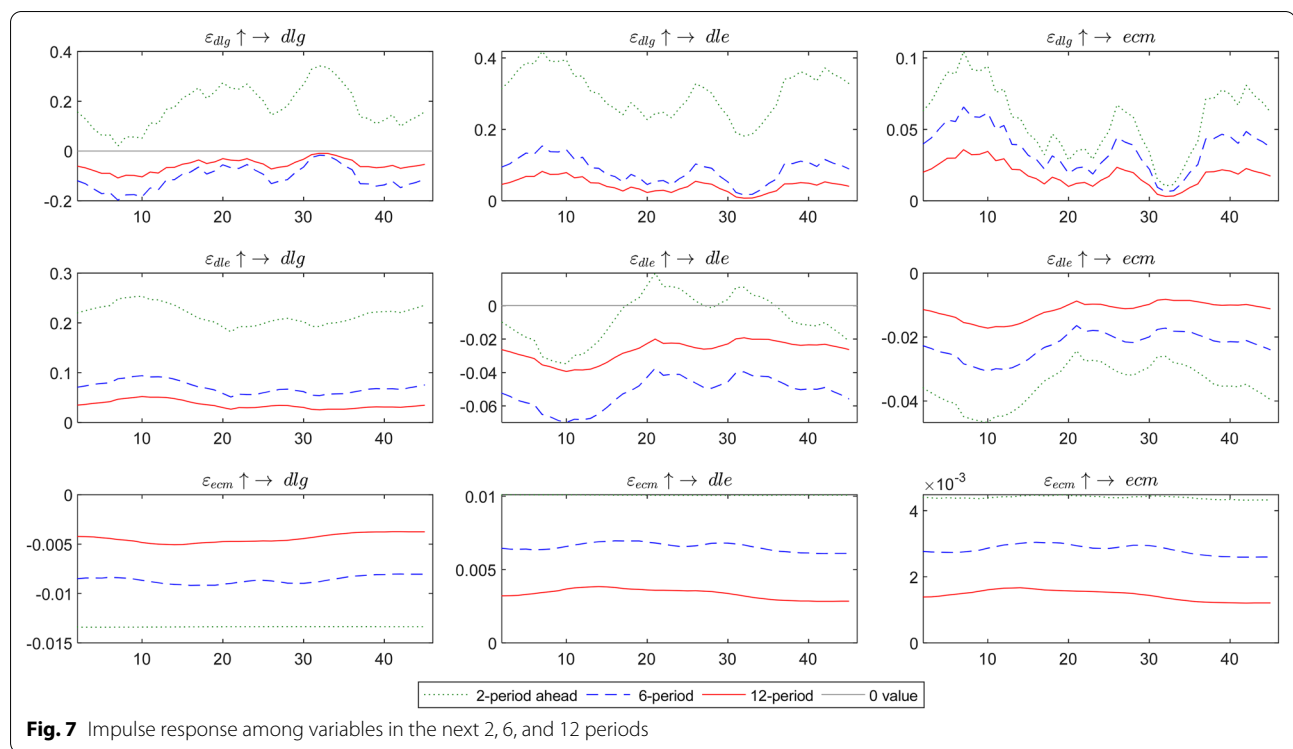 ε_dlg ↑ → dlg
0.4
0.2
0
-0.2
10 20 30 40
ε_dlg ↑ → dle
0.4
0.2
0
10 20 30 40
ε_dlg ↑ → ecm
0.1
0.05
0
10 20 30 40
ε_dle ↑ → dlg
0.3
0.2
0.1
0
10 20 30 40
ε_dle ↑ → dle
0
-0.02
-0.04
-0.06
10 20 30 40
ε_dle ↑ → ecm
0
-0.02
-0.04
10 20 30 40
ε_ecm ↑ → dlg
0
-0.005
-0.01
-0.015
10 20 30 40
ε_ecm ↑ → dle
0.01
0.005
0
10 20 30 40
ε_ecm ↑ → ecm
×10⁻³
4
2
0
10 20 30 40
2-period ahead 6-period 12-period 0 value
Fig. 7 Impulse response among variables in the next 2, 6, and 12 periods